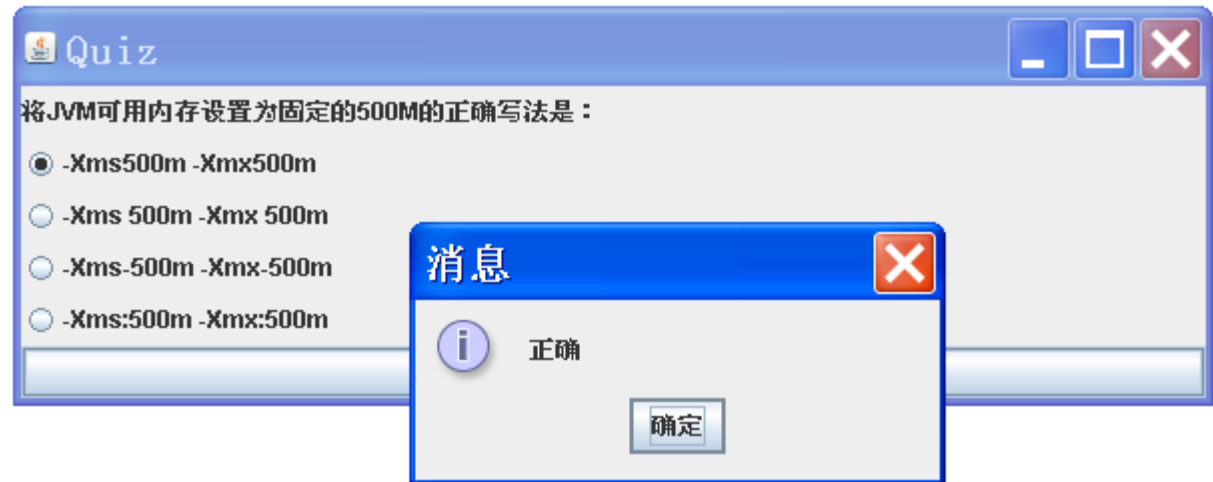 Quiz
将JVM可用内存设置为固定的500M的正确写法是：
-Xms500m -Xmx500m
-Xms 500m -Xmx 500m
-Xms-500m -Xmx-500m
-Xms:500m -Xmx:500m
消息
正确
确定